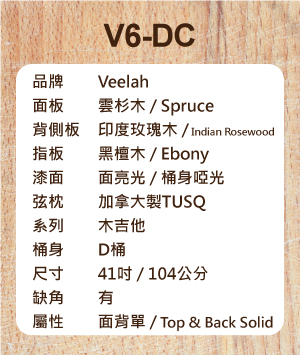 V6-DC
品牌 Veelah
面板 雲杉木 / Spruce
背側板 印度玫瑰木 / Indian Rosewood
指板 黑檀木 / Ebony
漆面 面亮光 / 桶身啞光
弦枕 加拿大製TUSQ
系列 木吉他
桶身 D桶
尺寸 41吋 / 104公分
缺角 有
屬性 面背單 / Top & Back Solid